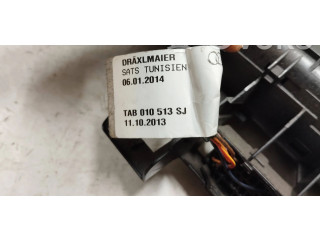 DRÄXLMAIER
SATS TUNISIEN
06.01.2014
TAB 010 513 SJ
11.10.2013